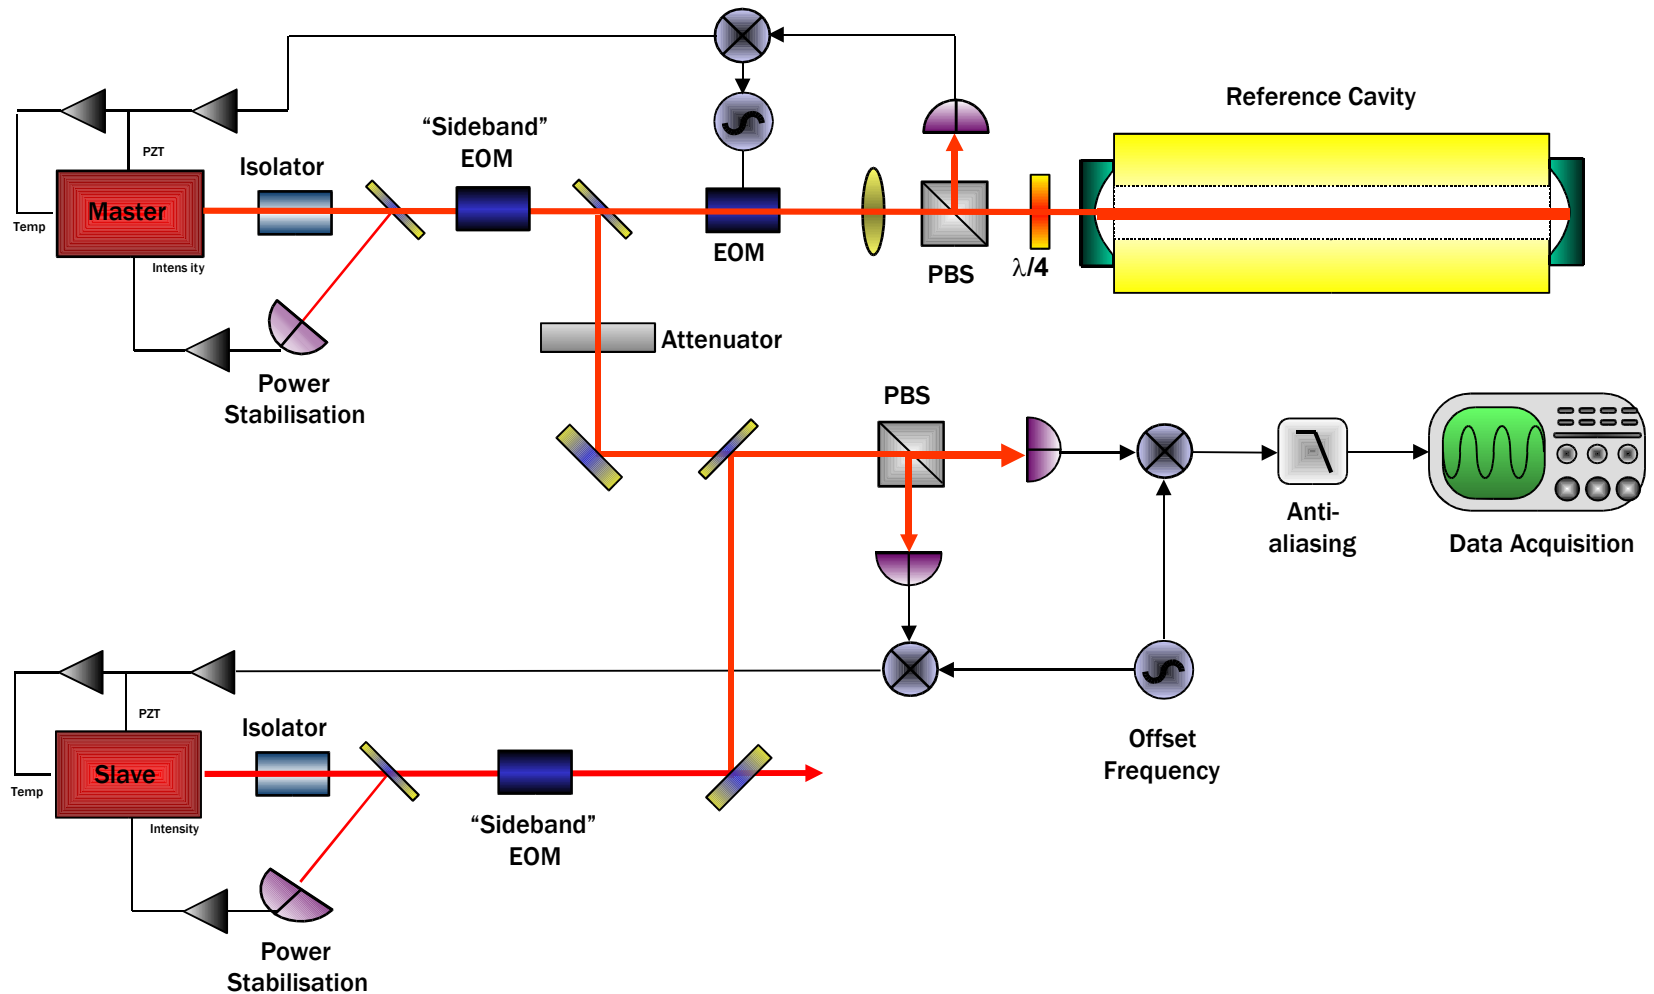 Reference Cavity
“Sideband”
EOM
PZT
Isolator
Master
Temp
Intens ity
EOM
PBS
λ/4
Attenuator
Power
Stabilisation
PBS
Anti-
aliasing
Data Acquisition
PZT
Isolator
Slave
Temp
Intensity
“Sideband”
EOM
Offset
Frequency
Power
Stabilisation